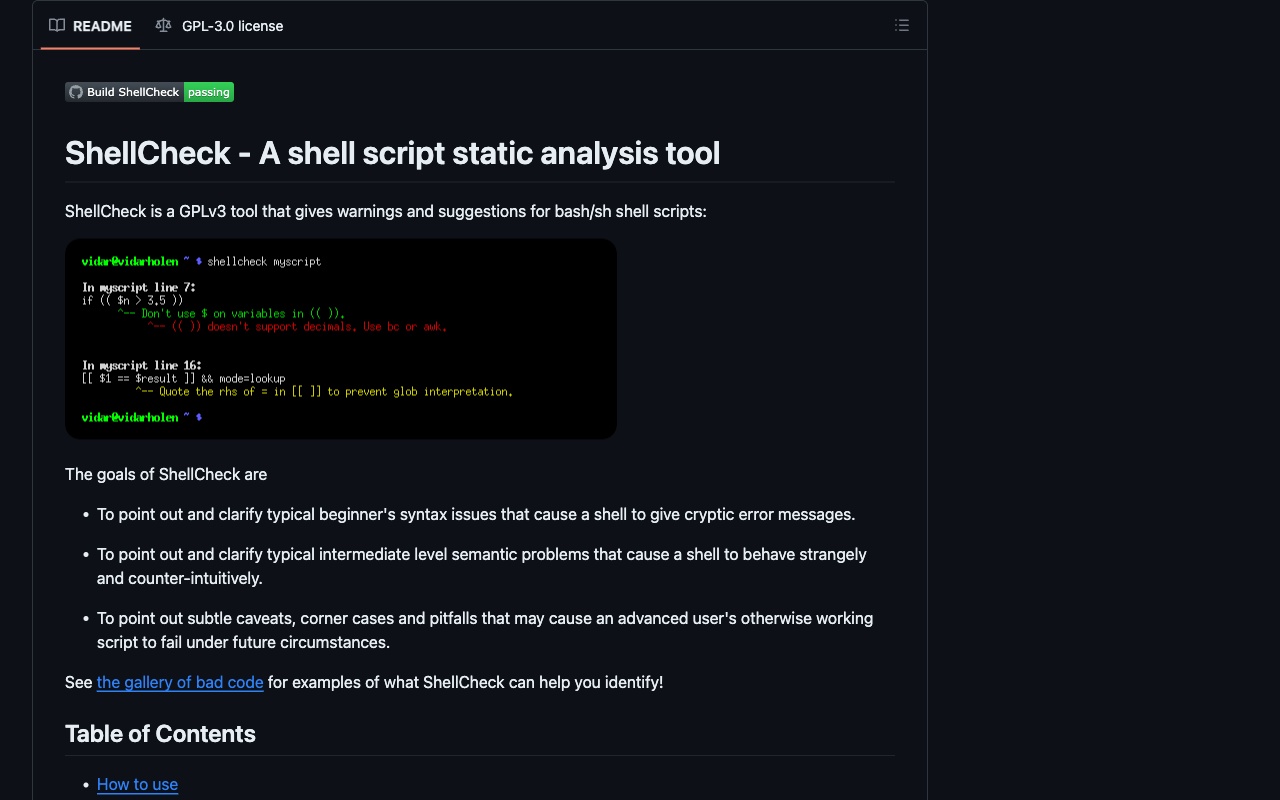 README
GPL-3.0 license
Build ShellCheck passing
ShellCheck - A shell script static analysis tool
ShellCheck is a GPLv3 tool that gives warnings and suggestions for bash/sh shell scripts:
vidar@vidarholen ~ $ shellcheck myscript
In myscript line 7:
if (( $n > 3.5 ))
^-- Don't use $ on variables in (( )).
^-- (( )) doesn't support decimals. Use bc or awk.
In myscript line 16:
[[ $1 == $result ]] && mode=lookup
^-- Quote the rhs of = in [[ ]] to prevent glob interpretation.
vidar@vidarholen ~ $
The goals of ShellCheck are
• To point out and clarify typical beginner's syntax issues that cause a shell to give cryptic error messages.
• To point out and clarify typical intermediate level semantic problems that cause a shell to behave strangely
and counter-intuitively.
• To point out subtle caveats, corner cases and pitfalls that may cause an advanced user's otherwise working
script to fail under future circumstances.
See the gallery of bad code for examples of what ShellCheck can help you identify!
Table of Contents
• How to use